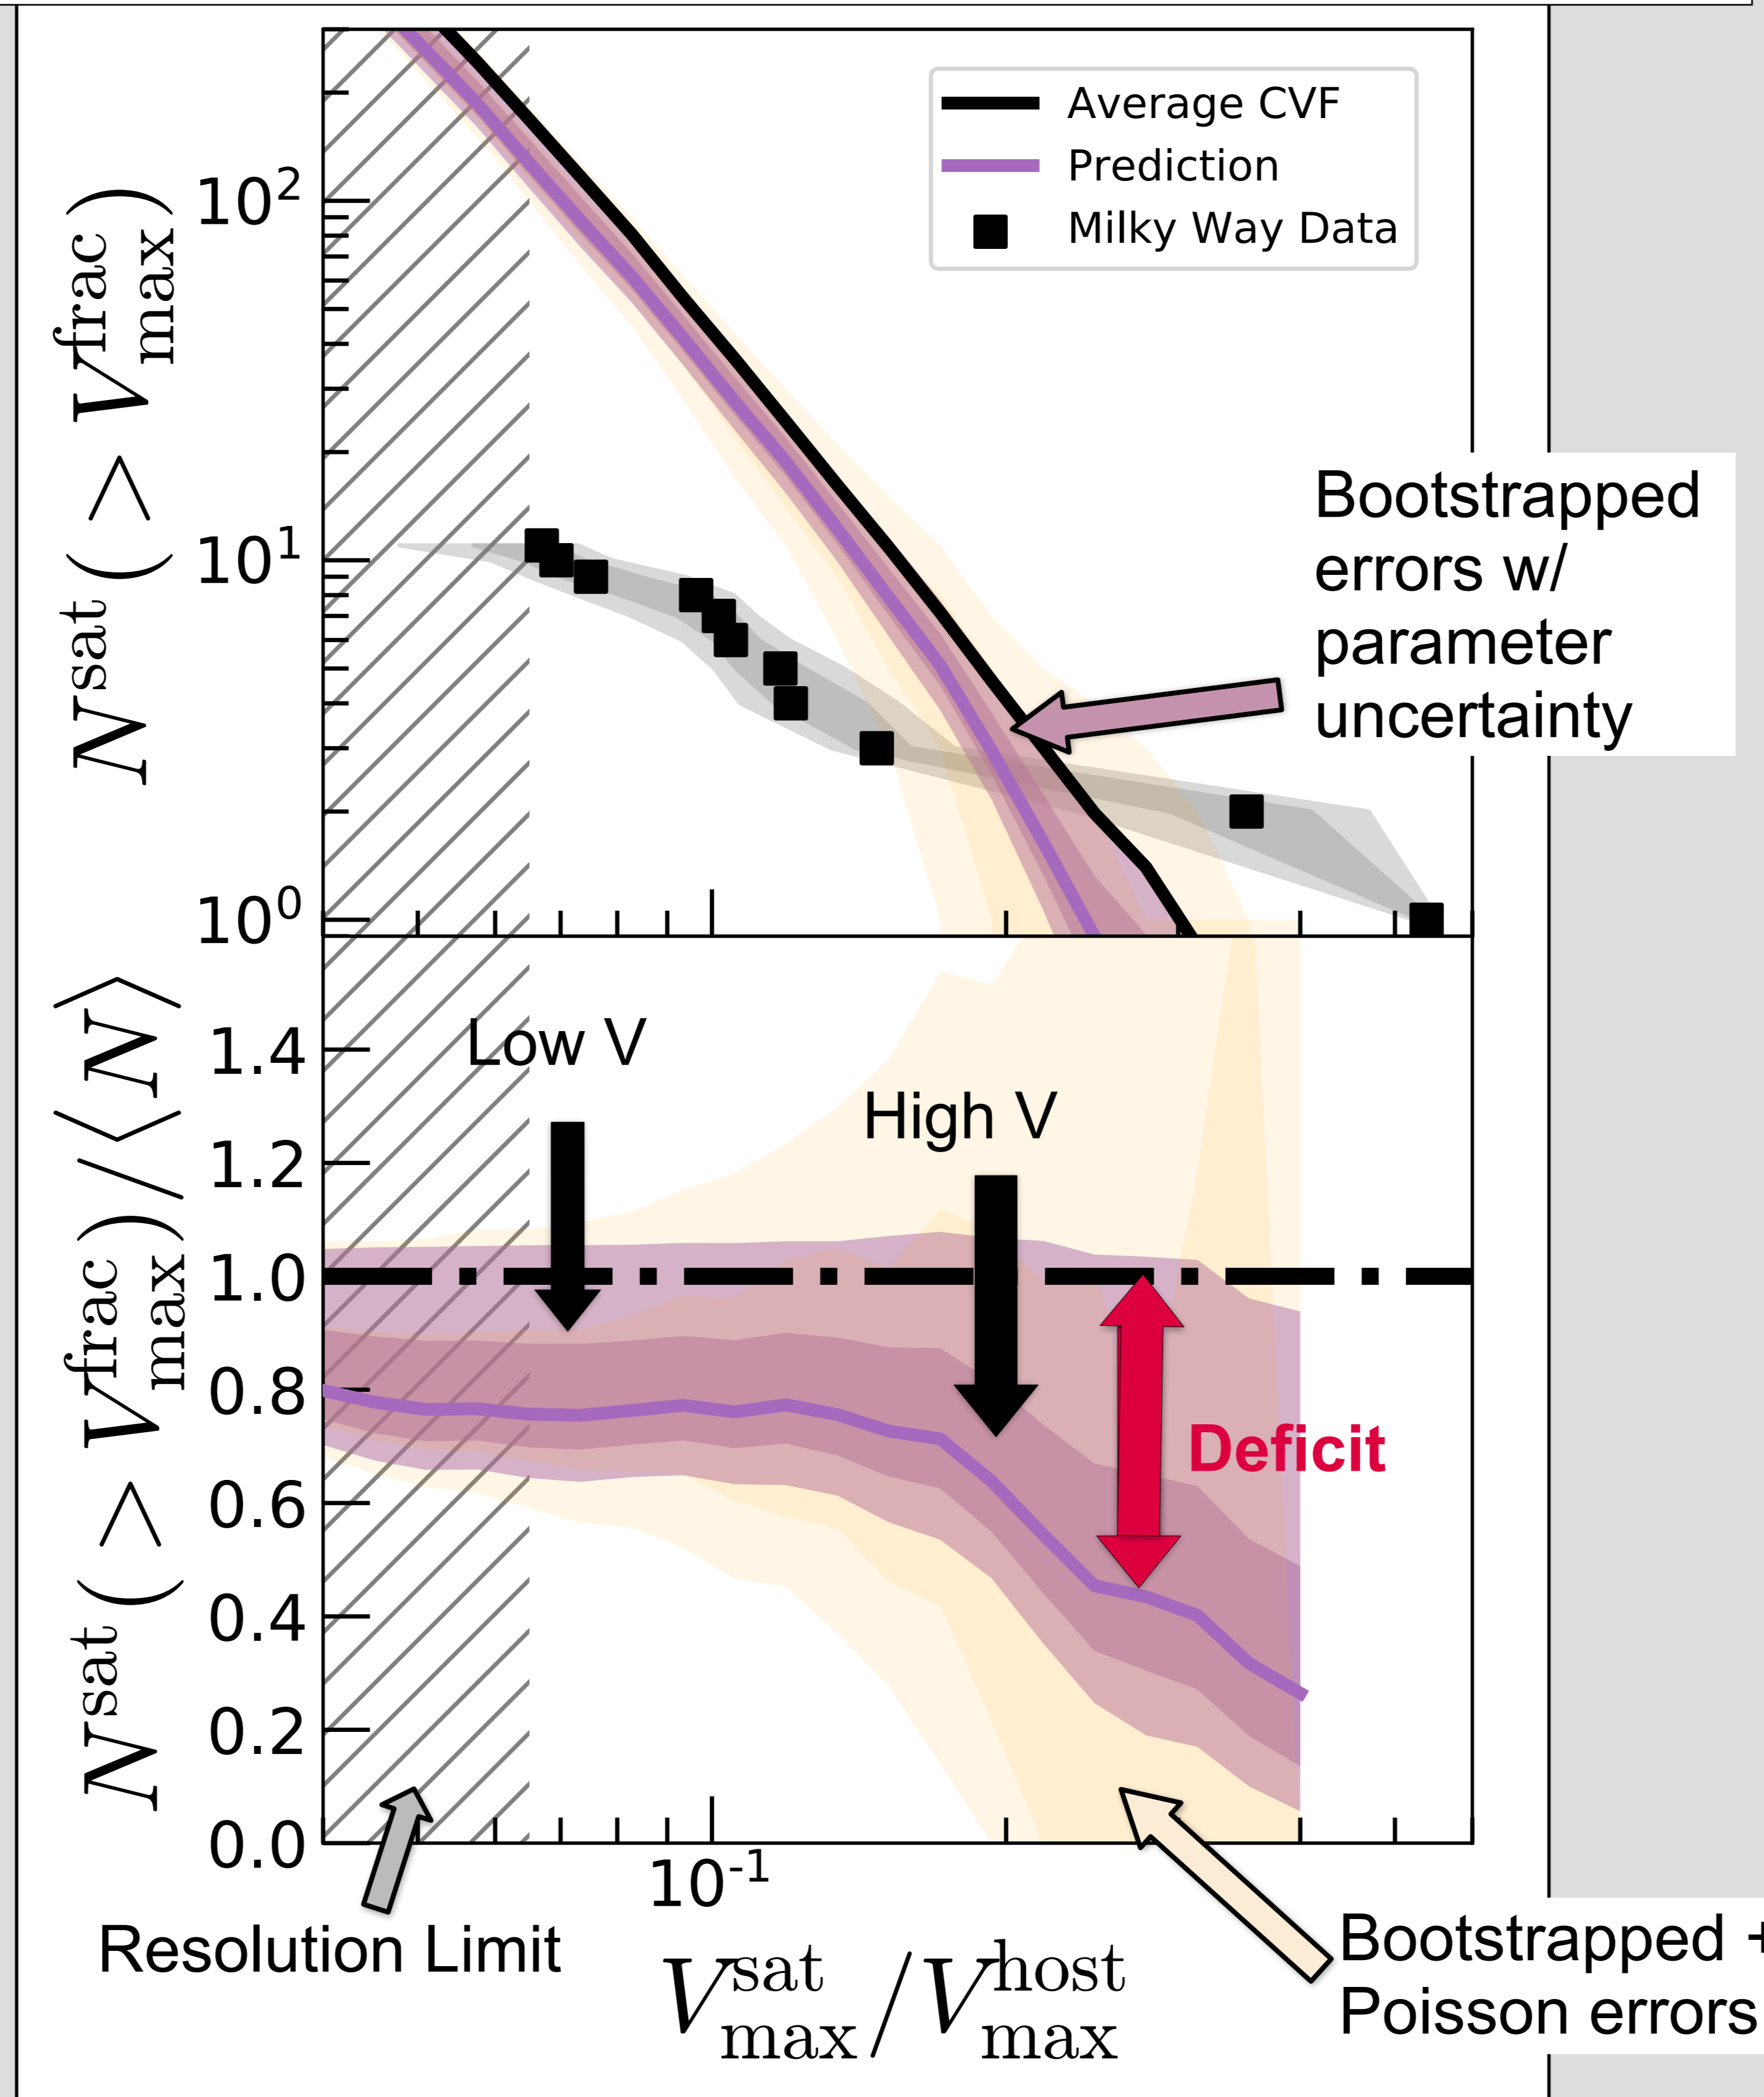 Average CVF
Prediction
Milky Way Data
10²
10¹
10⁰
N^sat(> V_max^frac)
Bootstrapped
errors w/
parameter
uncertainty
Low V
High V
1.4
1.2
1.0
0.8
0.6
0.4
0.2
0.0
N^sat(> V_max^frac)/⟨N⟩
Deficit
10⁻¹
Resolution Limit
V_max^sat/V_max^host
Bootstrapped +
Poisson errors